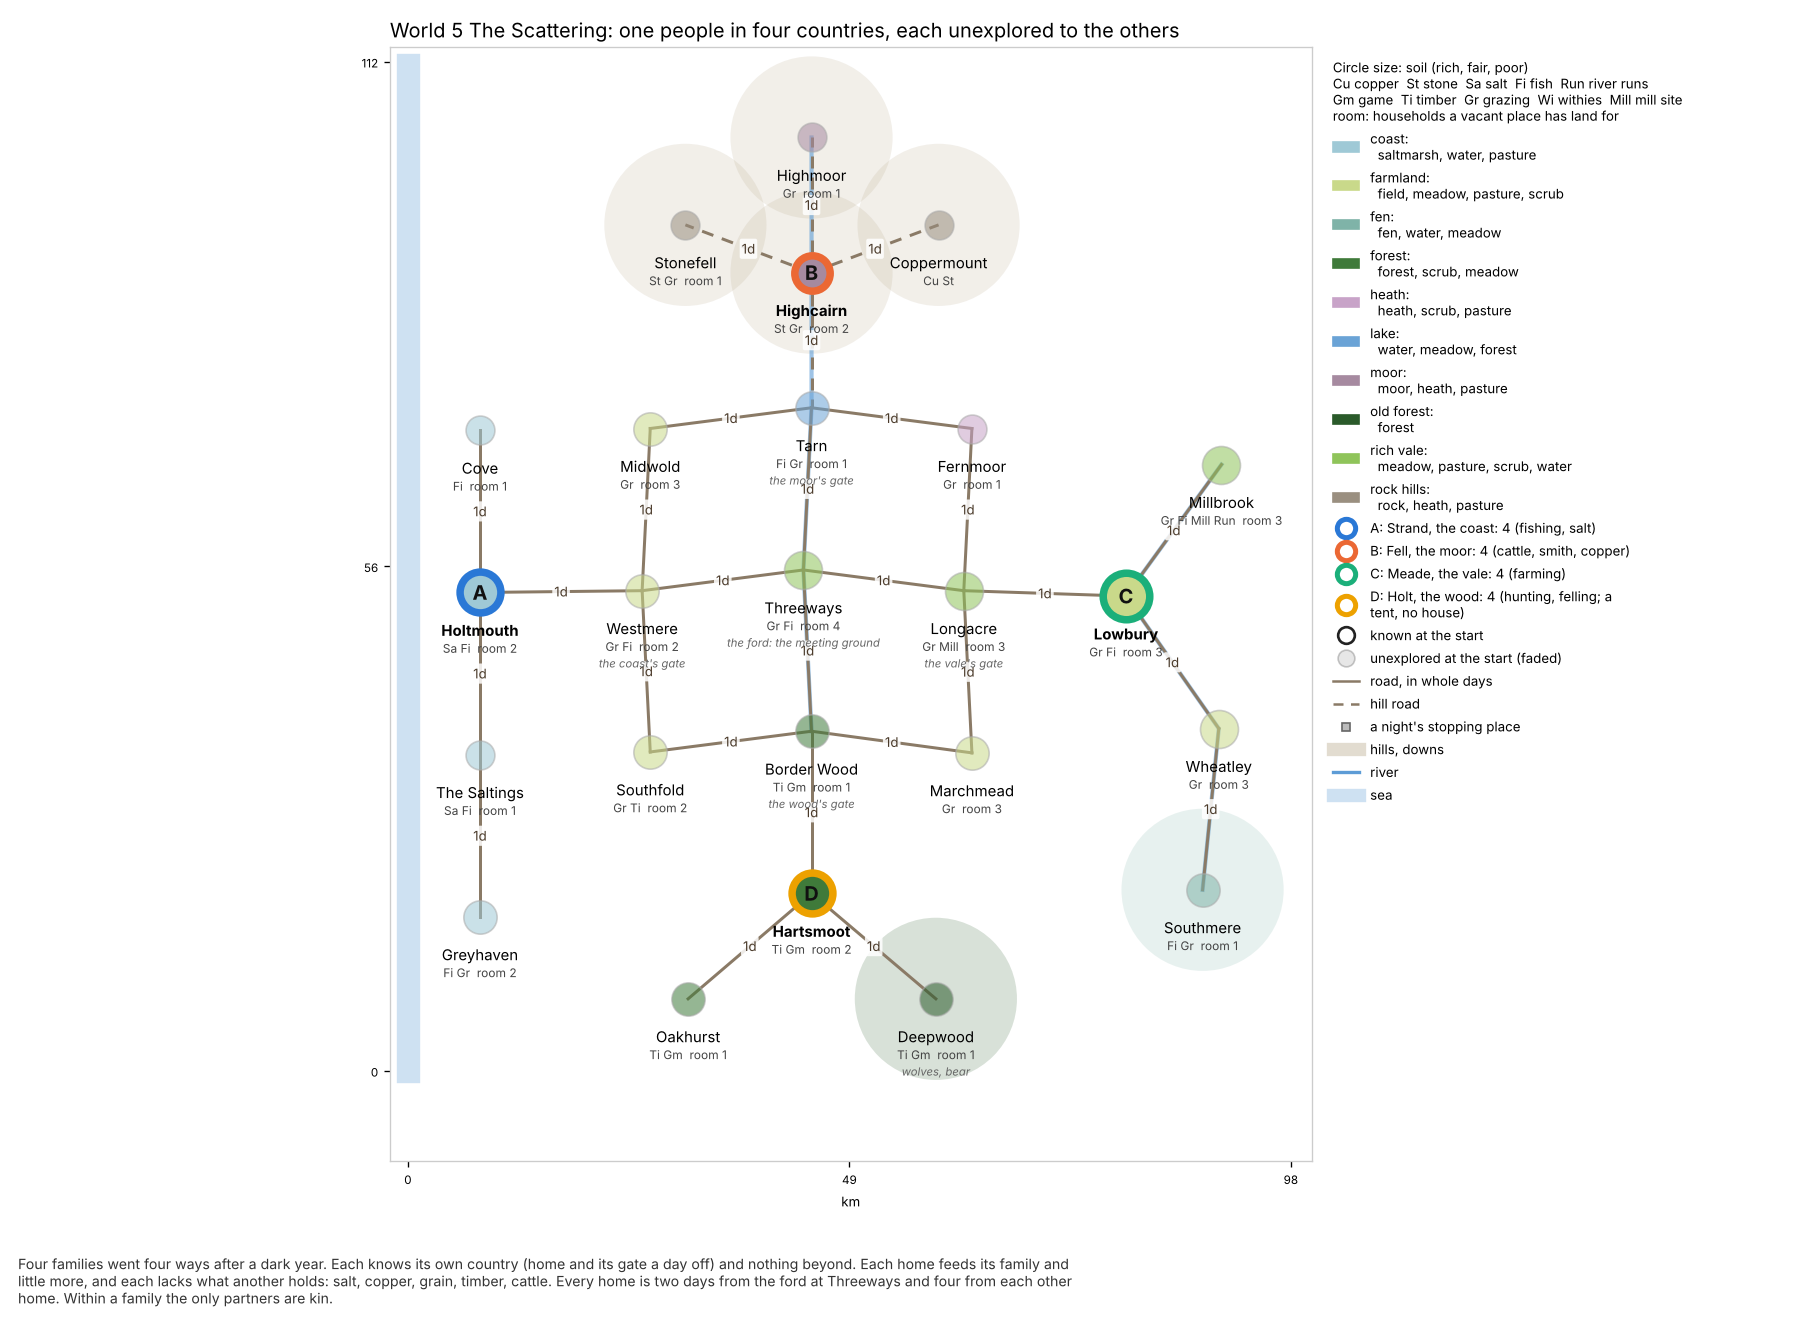 World 5 The Scattering: one people in four countries, each unexplored to the others
112
56
0
0
49
98
km
Highmoor
Gr room 1
1d
Stonefell
St Gr room 1
1d
1d
Coppermount
Cu St
B
Highcairn
St Gr room 2
1d
Cove
Fi room 1
1d
Midwold
Gr room 3
1d
1d
Tarn
Fi Gr room 1
the moor's gate
1d
1d
Fernmoor
Gr room 1
1d
Millbrook
Gr Fi Mill Run room 3
1d
A
Holtmouth
Sa Fi room 2
1d
1d
Westmere
Gr Fi room 2
the coast's gate
1d
1d
Threeways
Gr Fi room 4
the ford: the meeting ground
1d
1d
Longacre
Gr Mill room 3
the vale's gate
1d
1d
C
Lowbury
Gr Fi room 3
1d
The Saltings
Sa Fi room 1
1d
Southfold
Gr Ti room 2
1d
Border Wood
Ti Gm room 1
the wood's gate
1d
1d
Marchmead
Gr room 3
Wheatley
Gr room 3
1d
Greyhaven
Fi Gr room 2
D
Hartsmoot
Ti Gm room 2
1d
1d
Southmere
Fi Gr room 1
Oakhurst
Ti Gm room 1
Deepwood
Ti Gm room 1
wolves, bear
Circle size: soil (rich, fair, poor)
Cu copper St stone Sa salt Fi fish Run river runs
Gm game Ti timber Gr grazing Wi withies Mill mill site
room: households a vacant place has land for
coast:
saltmarsh, water, pasture
farmland:
field, meadow, pasture, scrub
fen:
fen, water, meadow
forest:
forest, scrub, meadow
heath:
heath, scrub, pasture
lake:
water, meadow, forest
moor:
moor, heath, pasture
old forest:
forest
rich vale:
meadow, pasture, scrub, water
rock hills:
rock, heath, pasture
A: Strand, the coast: 4 (fishing, salt)
B: Fell, the moor: 4 (cattle, smith, copper)
C: Meade, the vale: 4 (farming)
D: Holt, the wood: 4 (hunting, felling; a
tent, no house)
known at the start
unexplored at the start (faded)
road, in whole days
hill road
a night's stopping place
hills, downs
river
sea
Four families went four ways after a dark year. Each knows its own country (home and its gate a day off) and nothing beyond. Each home feeds its family and
little more, and each lacks what another holds: salt, copper, grain, timber, cattle. Every home is two days from the ford at Threeways and four from each other
home. Within a family the only partners are kin.